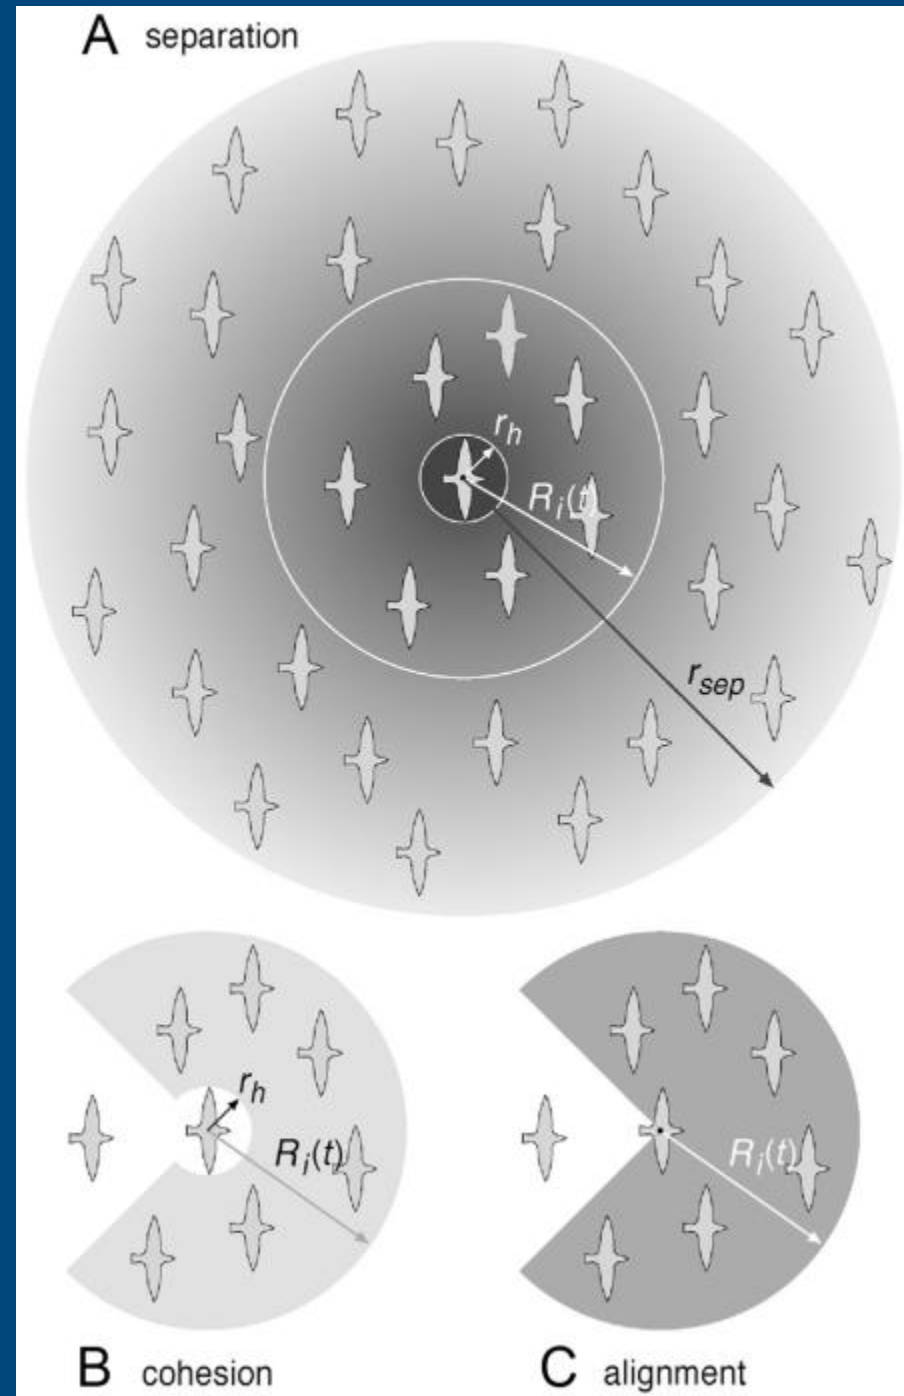 A separation
r_h
R_i(t)
r_sep
r_h
R_i(t)
R_i(t)
B cohesion
C alignment